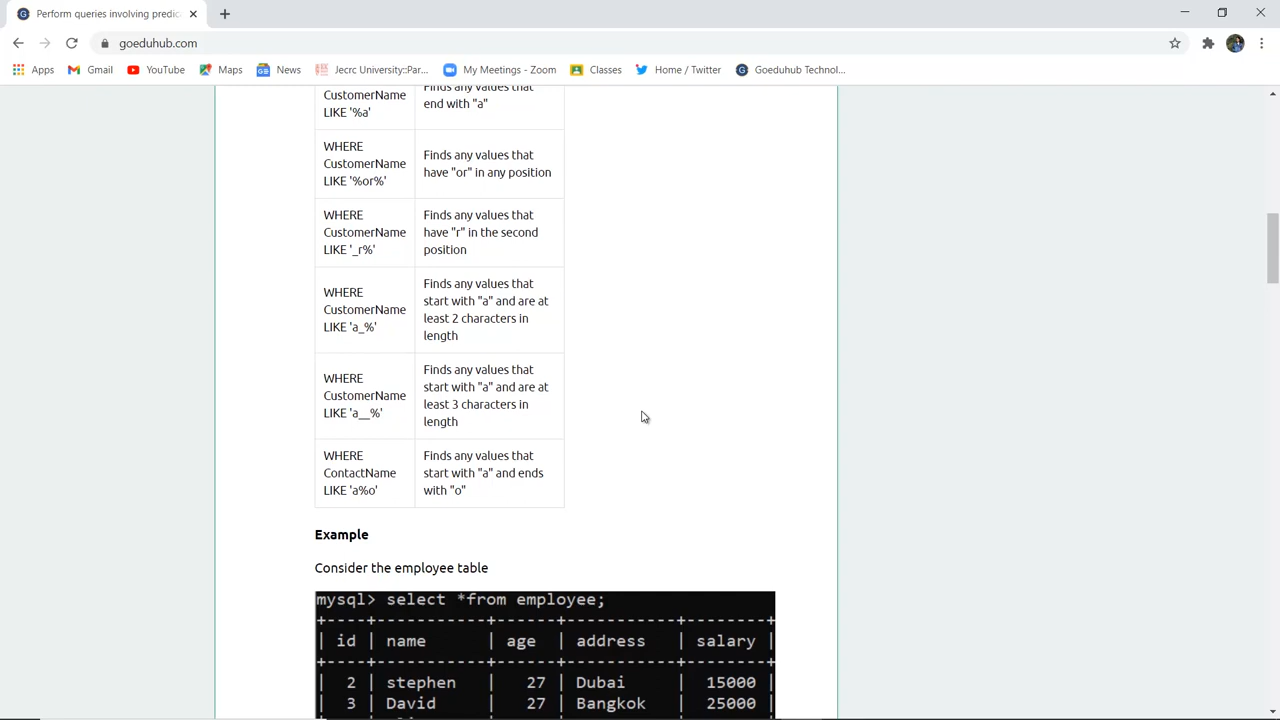 Perform queries involving predic
goeduhub.com
Apps
Gmail
YouTube
Maps
News
Jecrc University::Par...
My Meetings - Zoom
Classes
Home / Twitter
Goeduhub Technol...
CustomerName
LIKE '%a'
Finds any values that
end with "a"
WHERE
CustomerName
LIKE '%or%'
Finds any values that
have "or" in any position
WHERE
CustomerName
LIKE '_r%'
Finds any values that
have "r" in the second
position
WHERE
CustomerName
LIKE 'a_%'
Finds any values that
start with "a" and are at
least 2 characters in
length
WHERE
CustomerName
LIKE 'a__%'
Finds any values that
start with "a" and are at
least 3 characters in
length
WHERE
ContactName
LIKE 'a%o'
Finds any values that
start with "a" and ends
with "o"
Example
Consider the employee table
mysql> select *from employee;
+----+-----------+------+-----------+--------+
| id | name | age | address | salary |
+----+-----------+------+-----------+--------+
| 2 | stephen | 27 | Dubai | 15000 |
| 3 | David | 27 | Bangkok | 25000 |